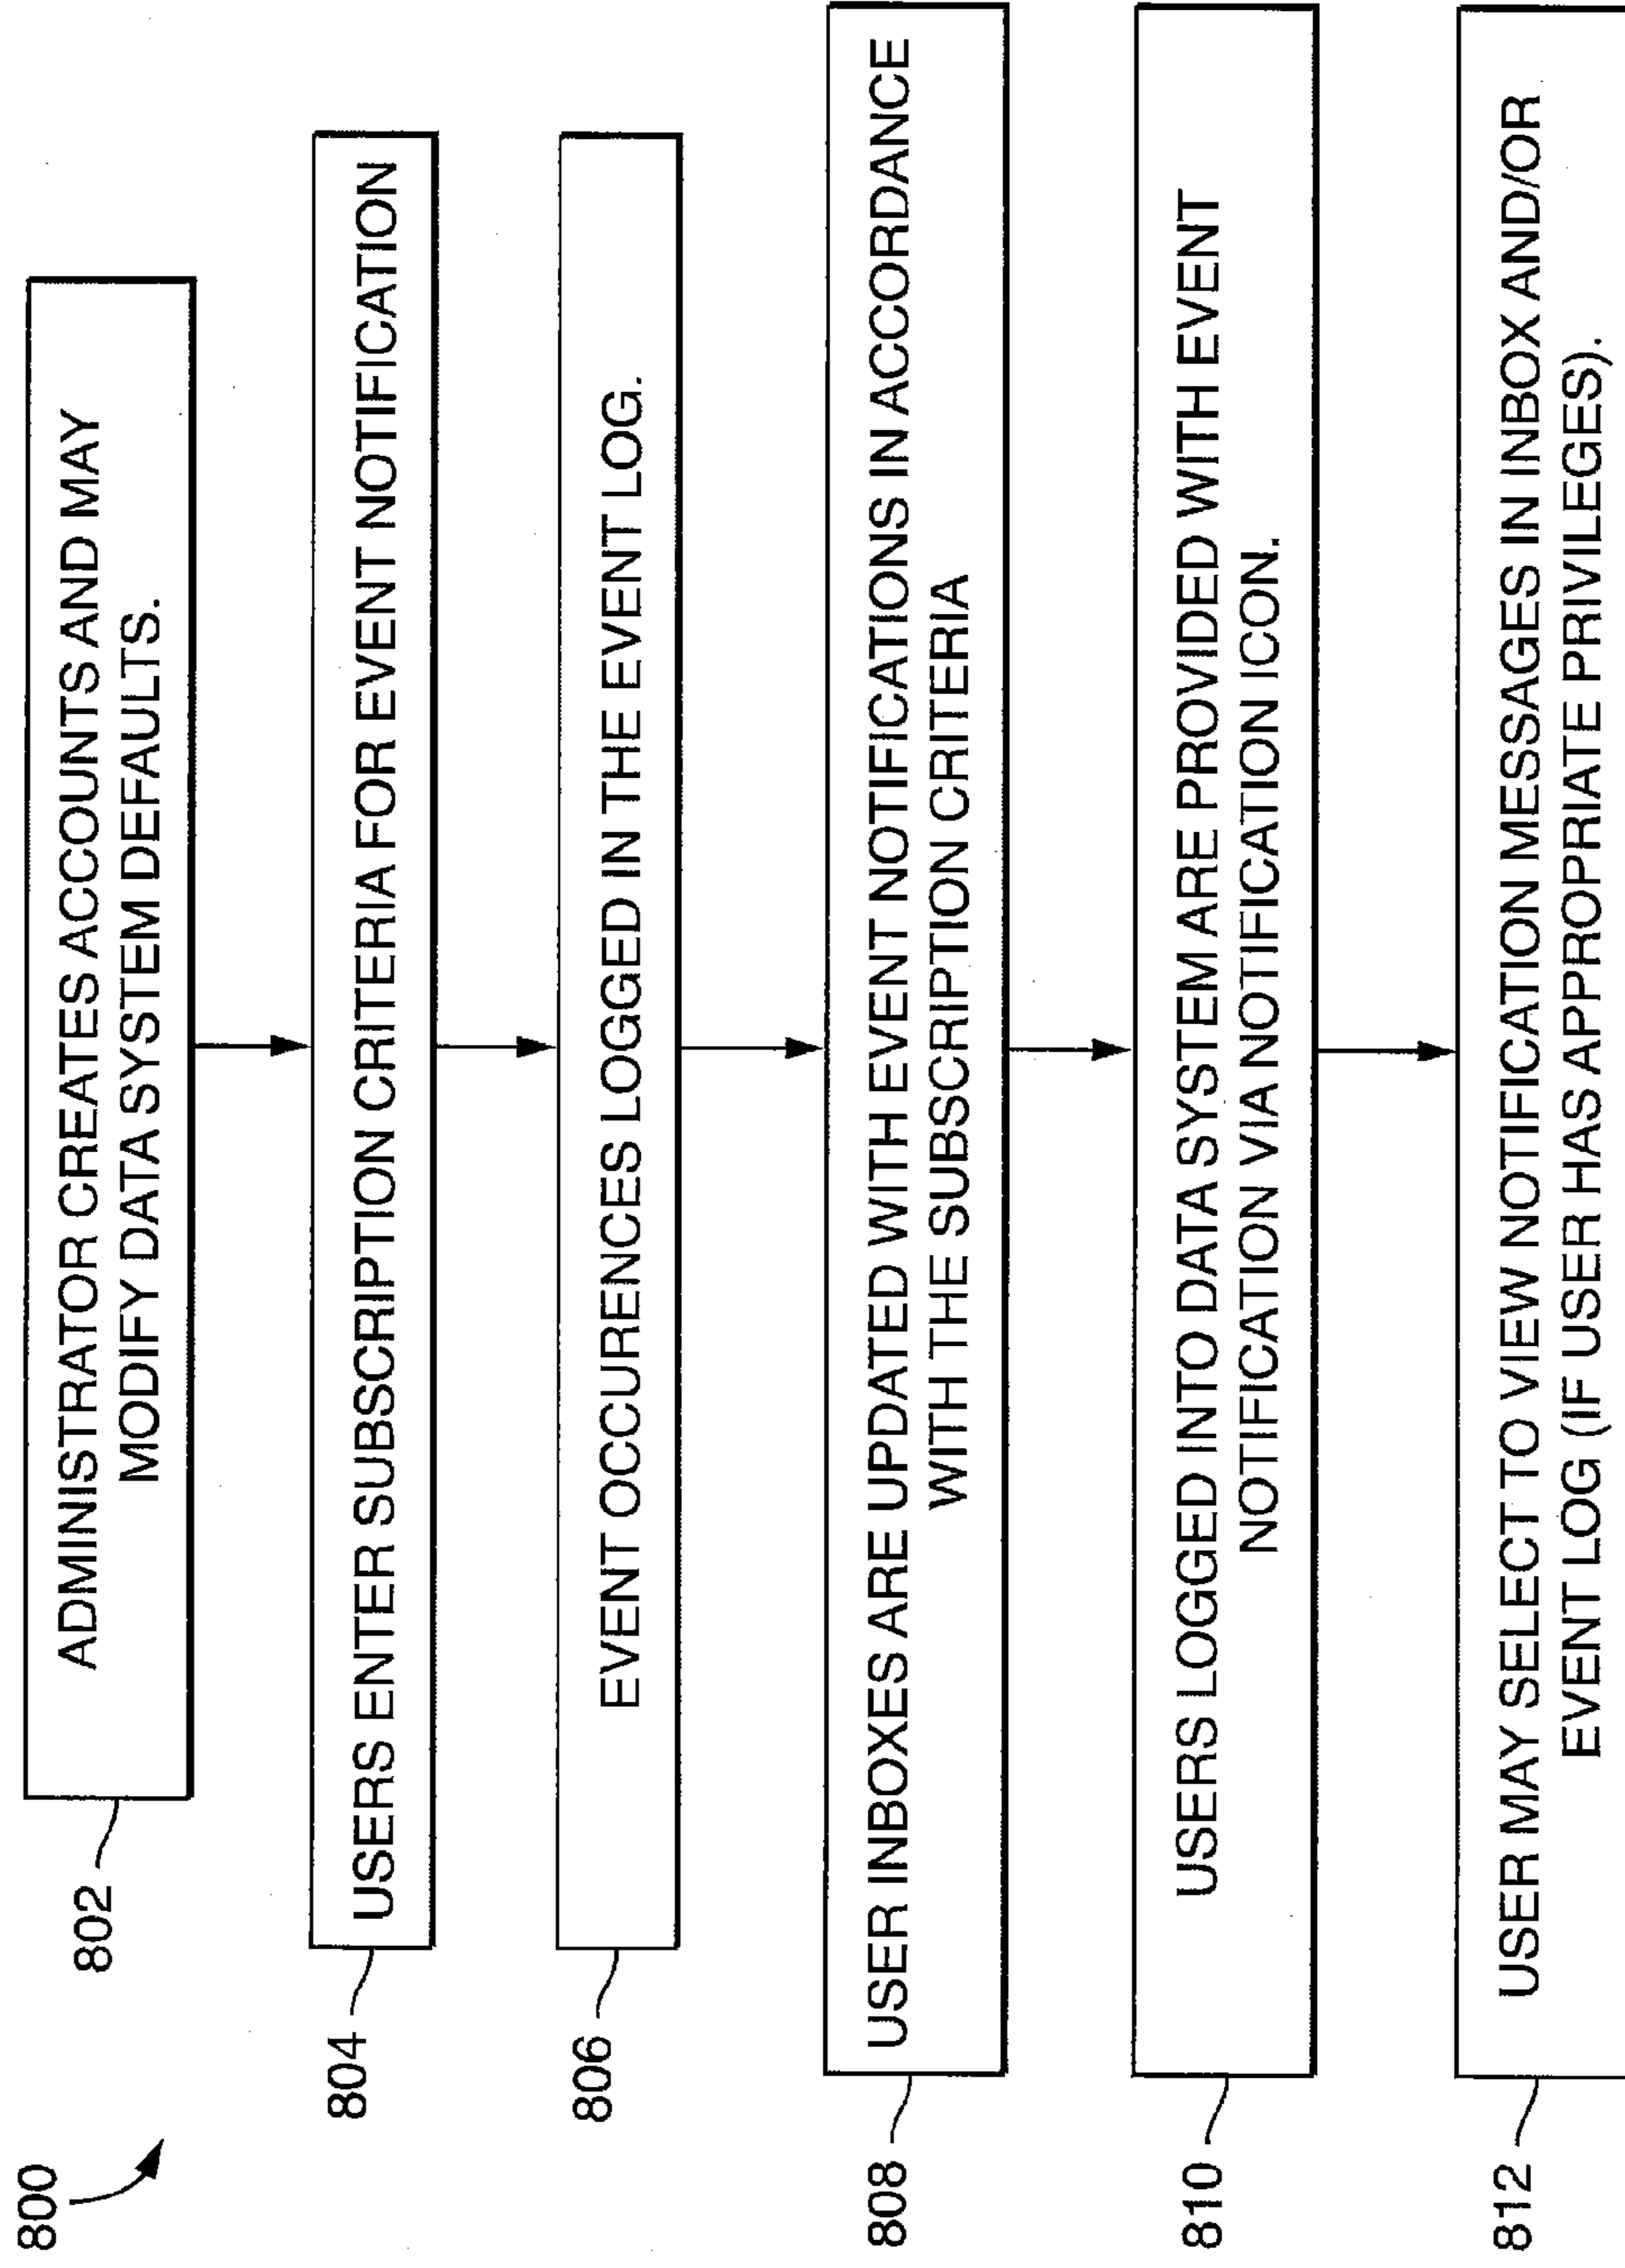 800
802
ADMINISTRATOR CREATES ACCOUNTS AND MAY
MODIFY DATA SYSTEM DEFAULTS.
804
USERS ENTER SUBSCRIPTION CRITERIA FOR EVENT NOTIFICATION
806
EVENT OCCURENCES LOGGED IN THE EVENT LOG.
808
USER INBOXES ARE UPDATED WITH EVENT NOTIFICATIONS IN ACCORDANCE
WITH THE SUBSCRIPTION CRITERIA
810
USERS LOGGED INTO DATA SYSTEM ARE PROVIDED WITH EVENT
NOTIFICATION VIA NOTIFICATION ICON.
812
USER MAY SELECT TO VIEW NOTIFICATION MESSAGES IN INBOX AND/OR
EVENT LOG (IF USER HAS APPROPRIATE PRIVILEGES).